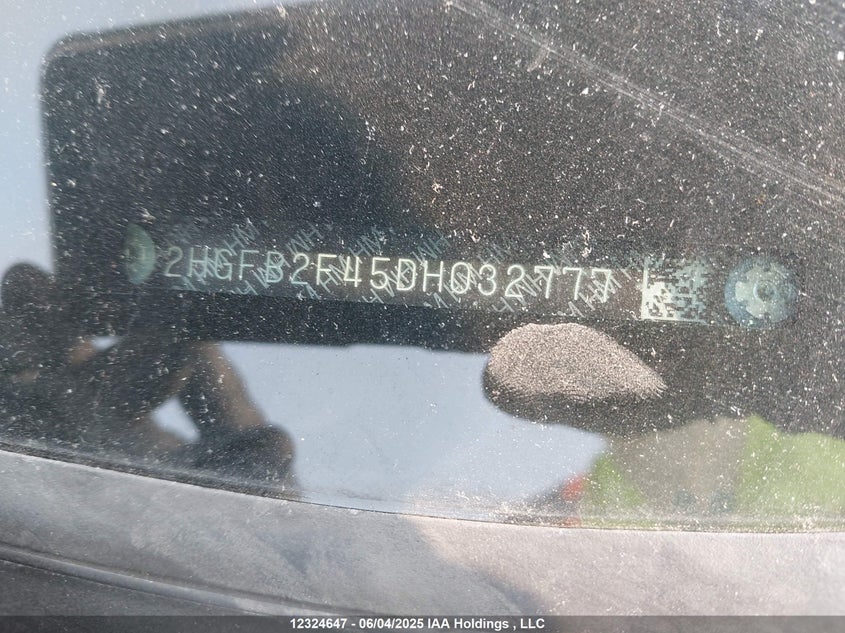 2HGFB2F45DH032777
12324647 - 06/04/2025 IAA Holdings , LLC